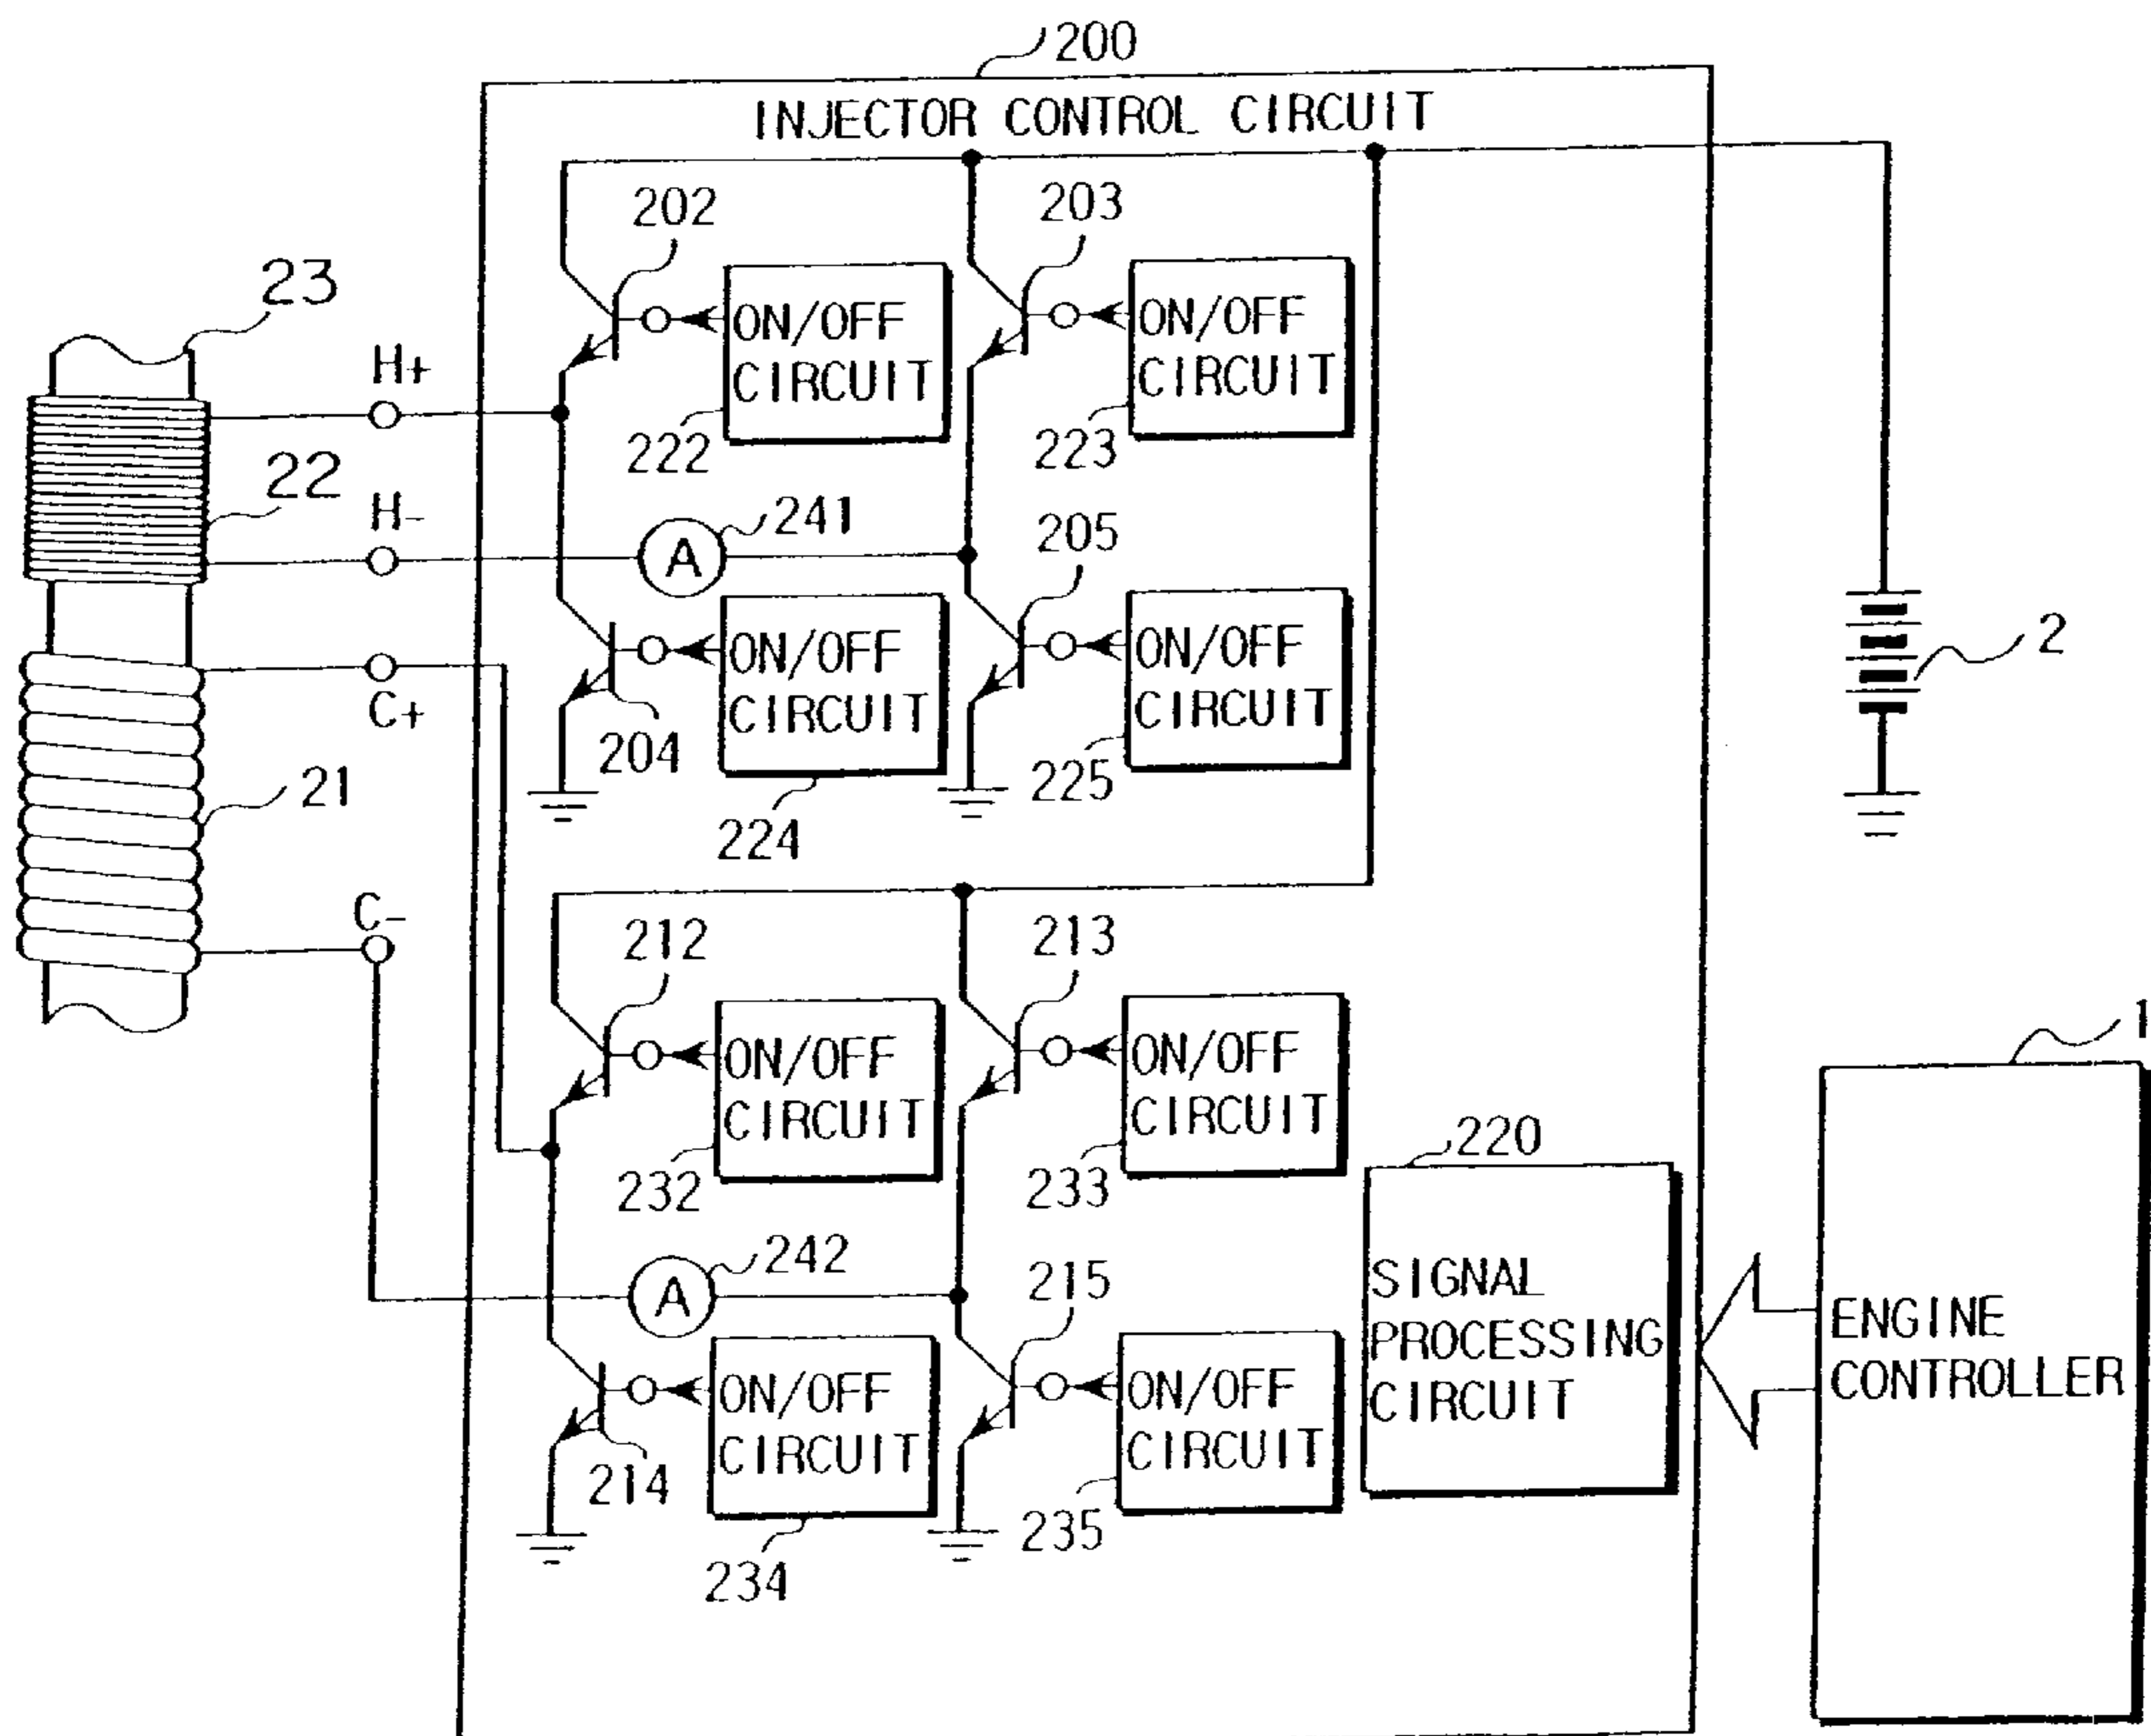 200
INJECTOR CONTROL CIRCUIT
202
203
23
ON/OFF
CIRCUIT
ON/OFF
CIRCUIT
H+
222
223
22
H-
241
A
205
2
ON/OFF
CIRCUIT
ON/OFF
CIRCUIT
C+
204
225
21
224
C-
212
213
1
ON/OFF
CIRCUIT
ON/OFF
CIRCUIT
220
232
233
242
A
215
SIGNAL
PROCESSING
CIRCUIT
ENGINE
CONTROLLER
ON/OFF
CIRCUIT
ON/OFF
CIRCUIT
214
235
234